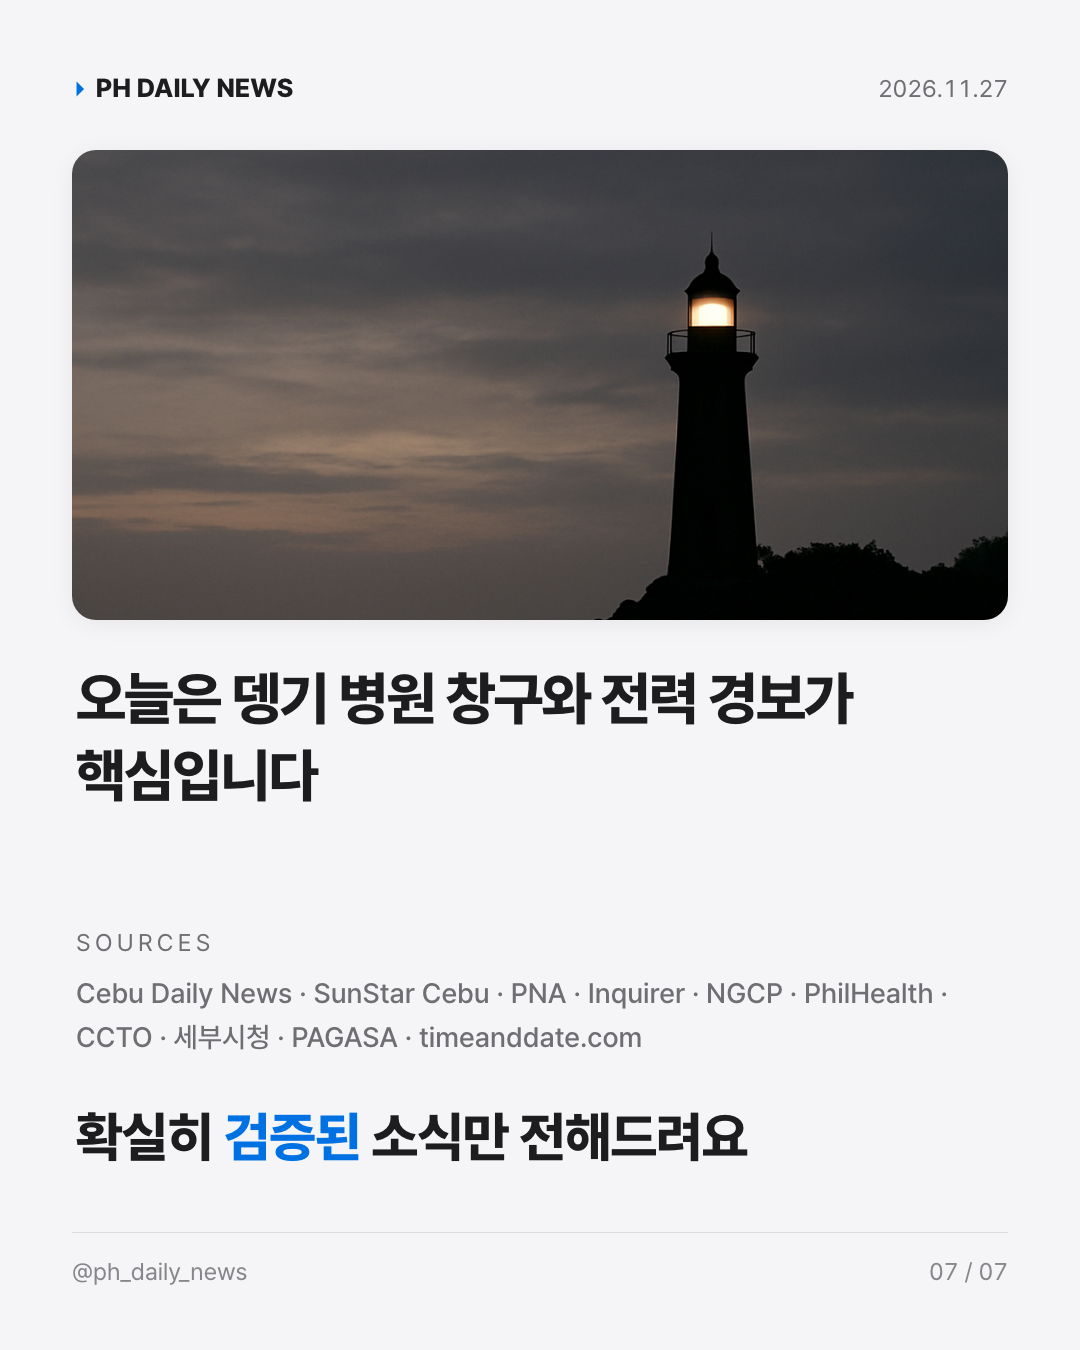 PH DAILY NEWS
2026.11.27
오늘은 뎅기 병원 창구와 전력 경보가
핵심입니다
SOURCES
Cebu Daily News · SunStar Cebu · PNA · Inquirer · NGCP · PhilHealth ·
CCTO · 세부시청 · PAGASA · timeanddate.com
확실히 검증된 소식만 전해드려요
@ph_daily_news
07 / 07